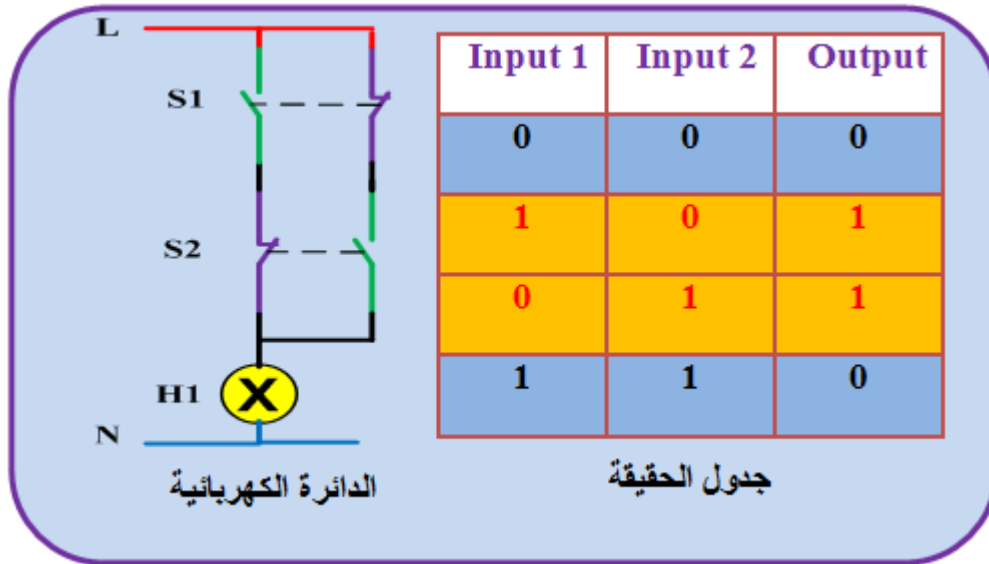 L
S1
S2
H1
X
N
الدائرة الكهربائية
Input 1 Input 2 Output
0 0 0
1 0 1
0 1 1
1 1 0
جدول الحقيقة